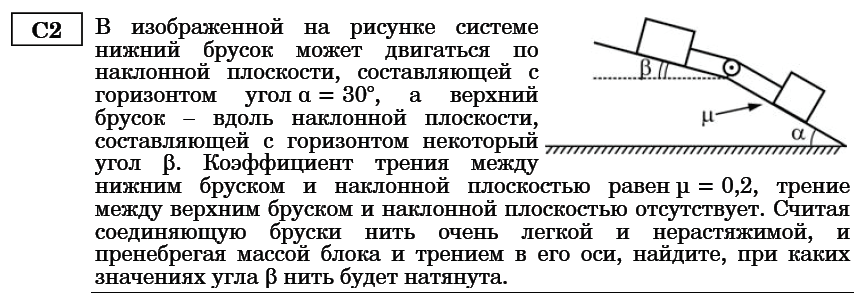 С2
В изображенной на рисунке системе
нижний брусок может двигаться по
наклонной плоскости, составляющей с
горизонтом угол α = 30°, а верхний
брусок – вдоль наклонной плоскости,
составляющей с горизонтом некоторый
угол β. Коэффициент трения между
нижним бруском и наклонной плоскостью равен μ = 0,2, трение
между верхним бруском и наклонной плоскостью отсутствует. Считая
соединяющую бруски нить очень легкой и нерастяжимой, и
пренебрегая массой блока и трением в его оси, найдите, при каких
значениях угла β нить будет натянута.
β
μ
α